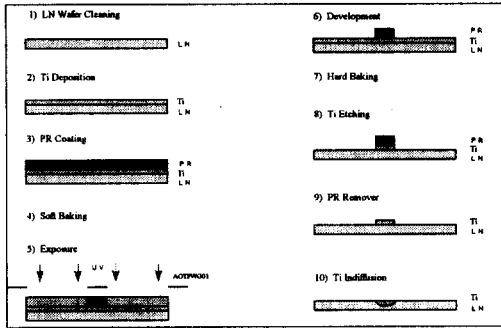 1) LN Wafer Cleaning
LN
2) Ti Deposition
Ti
LN
3) PR Coating
PR
Ti
LN
4) Soft Baking
5) Exposure
UV
AOTFWG01
6) Development
PR
Ti
LN
7) Hard Baking
8) Ti Etching
PR
Ti
LN
9) PR Remover
Ti
LN
10) Ti Indiffusion
Ti
LN